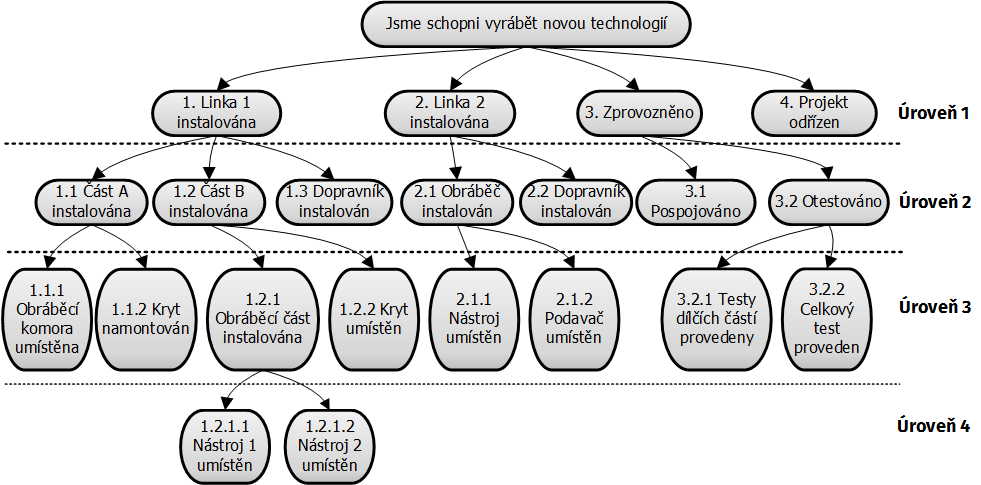 Jsme schopni vyrábět novou technologií
1. Linka 1
instalována
2. Linka 2
instalována
3. Zprovozněno
4. Projekt
odřízen
Úroveň 1
1.1 Část A
instalována
1.2 Část B
instalována
1.3 Dopravník
instalován
2.1 Obráběč
instalován
2.2 Dopravník
instalován
3.1
Pospojováno
3.2 Otestováno
Úroveň 2
1.1.1
Obráběcí
komora
umístěna
1.1.2 Kryt
namontován
1.2.1
Obráběcí část
instalována
1.2.2 Kryt
umístěn
2.1.1
Nástroj
umístěn
2.1.2
Podavač
umístěn
3.2.1 Testy
dílčích částí
provedeny
3.2.2
Celkový
test
proveden
Úroveň 3
1.2.1.1
Nástroj 1
umístěn
1.2.1.2
Nástroj 2
umístěn
Úroveň 4